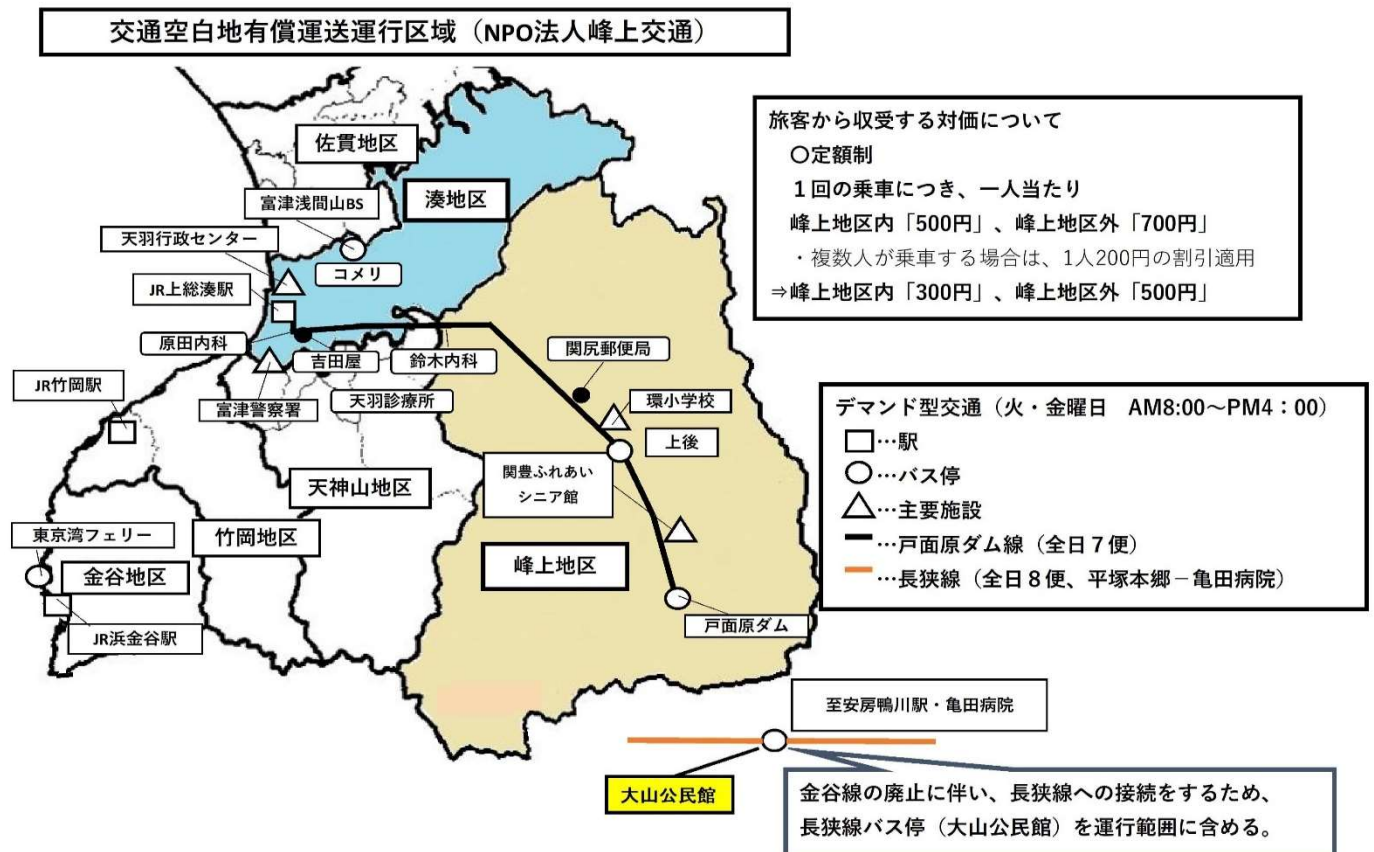 交通空白地有償運送運行区域（NPO法人峰上交通）
旅客から収受する対価について
〇定額制
１回の乗車につき、一人当たり
峰上地区内「500円」、峰上地区外「700円」
・複数人が乗車する場合は、1人200円の割引適用
⇒峰上地区内「300円」、峰上地区外「500円」
佐貫地区
湊地区
富津浅間山BS
天羽行政センター
コメリ
JR上総湊駅
原田内科
吉田屋
鈴木内科
関尻郵便局
JR竹岡駅
富津警察署
天羽診療所
環小学校
上後
関豊ふれあい
シニア館
天神山地区
東京湾フェリー
竹岡地区
峰上地区
金谷地区
JR浜金谷駅
戸面原ダム
デマンド型交通（火・金曜日　AM8:00～PM4：00）
…駅
…バス停
…主要施設
…戸面原ダム線（全日７便）
…長狭線（全日８便、平塚本郷－亀田病院）
至安房鴨川駅・亀田病院
大山公民館
金谷線の廃止に伴い、長狭線への接続をするため、
長狭線バス停（大山公民館）を運行範囲に含める。